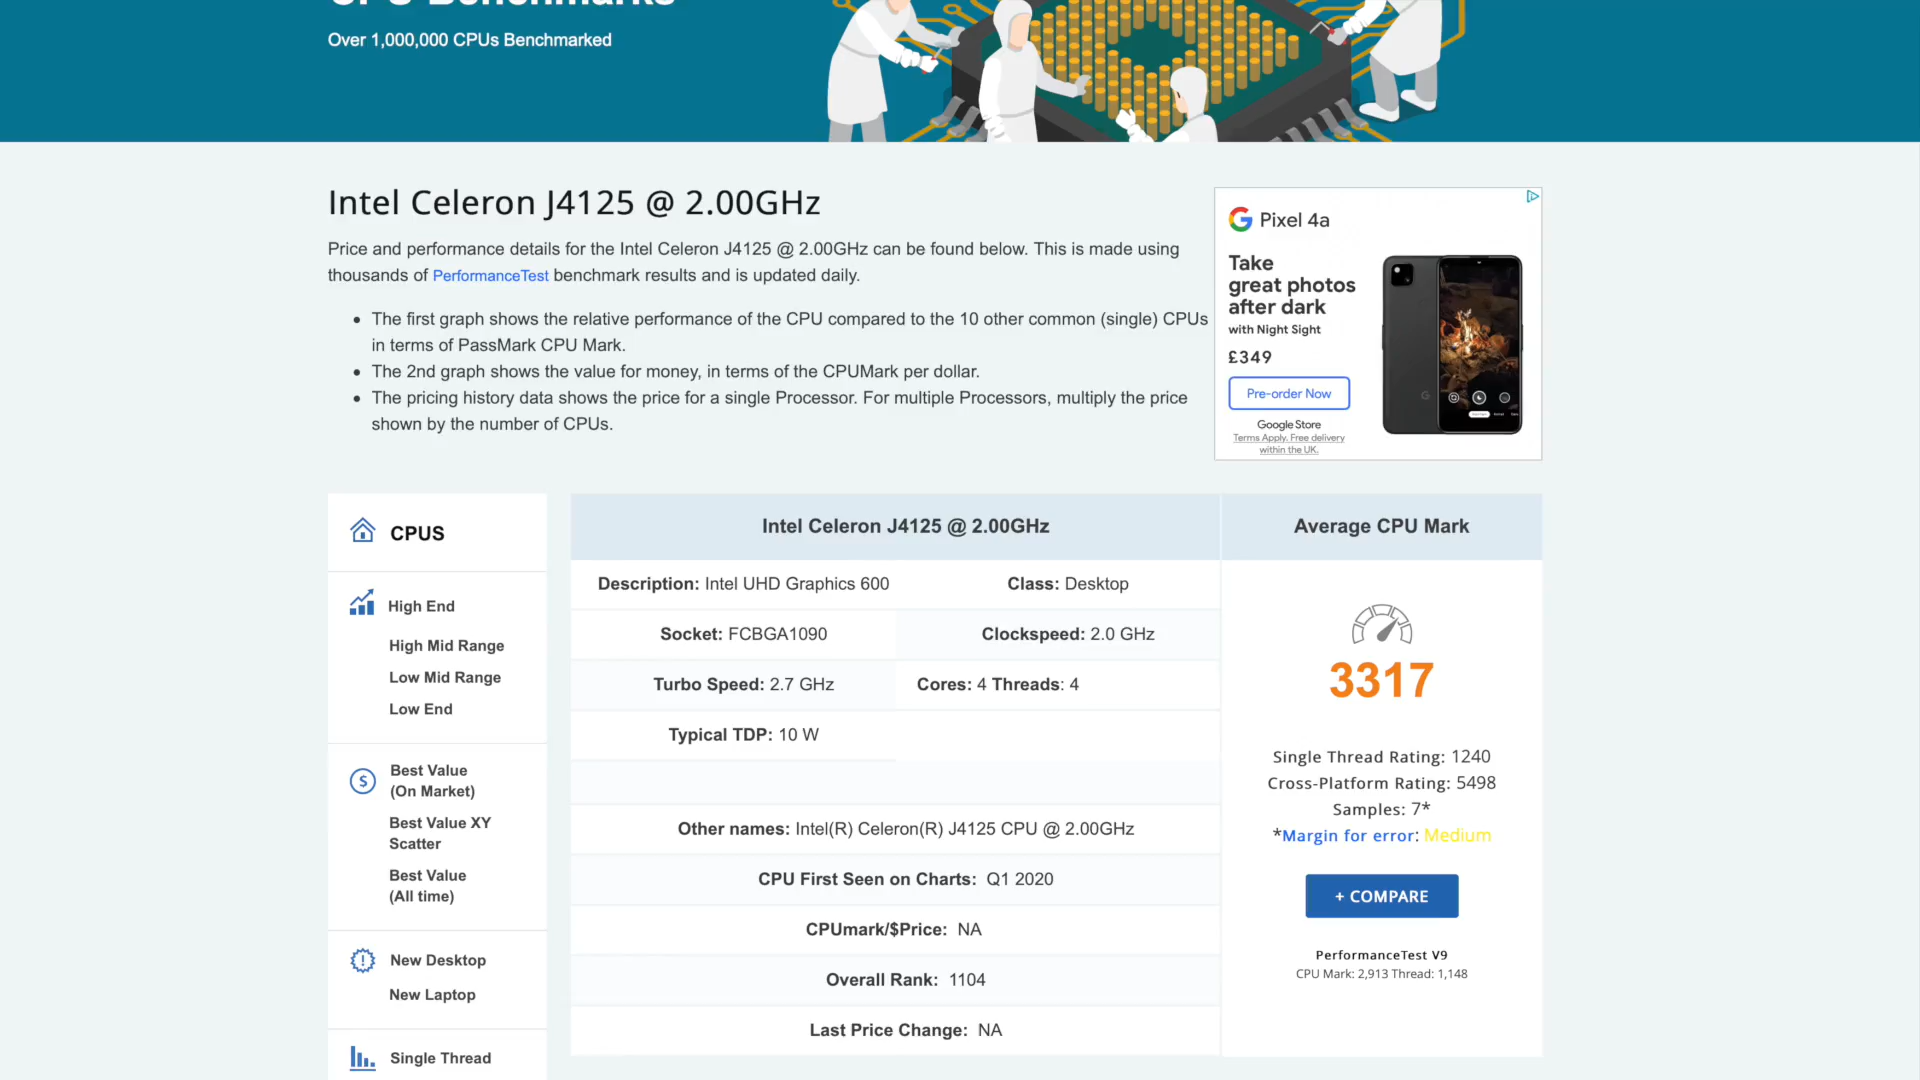 CPU Benchmarks
Over 1,000,000 CPUs Benchmarked
Intel Celeron J4125 @ 2.00GHz
Price and performance details for the Intel Celeron J4125 @ 2.00GHz can be found below. This is made using
thousands of PerformanceTest benchmark results and is updated daily.
• The first graph shows the relative performance of the CPU compared to the 10 other common (single) CPUs
in terms of PassMark CPU Mark.
• The 2nd graph shows the value for money, in terms of the CPUMark per dollar.
• The pricing history data shows the price for a single Processor. For multiple Processors, multiply the price
shown by the number of CPUs.
G Pixel 4a
Take
great photos
after dark
with Night Sight
£349
Pre-order Now
Google Store
Terms Apply. Free delivery
within the UK.
CPUS
High End
High Mid Range
Low Mid Range
Low End
Best Value
(On Market)
Best Value XY
Scatter
Best Value
(All time)
New Desktop
New Laptop
Single Thread
Intel Celeron J4125 @ 2.00GHz
Description: Intel UHD Graphics 600 Class: Desktop
Socket: FCBGA1090 Clockspeed: 2.0 GHz
Turbo Speed: 2.7 GHz Cores: 4 Threads: 4
Typical TDP: 10 W
Other names: Intel(R) Celeron(R) J4125 CPU @ 2.00GHz
CPU First Seen on Charts: Q1 2020
CPUmark/$Price: NA
Overall Rank: 1104
Last Price Change: NA
Average CPU Mark
3317
Single Thread Rating: 1240
Cross-Platform Rating: 5498
Samples: 7*
*Margin for error: Medium
+ COMPARE
PerformanceTest V9
CPU Mark: 2,913 Thread: 1,148